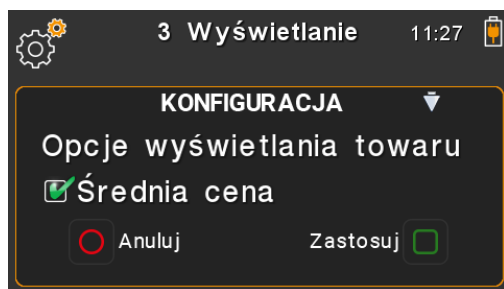 3 Wyświetlanie 11:27
KONFIGURACJA
Opcje wyświetlania towaru
Średnia cena
Anuluj Zastosuj